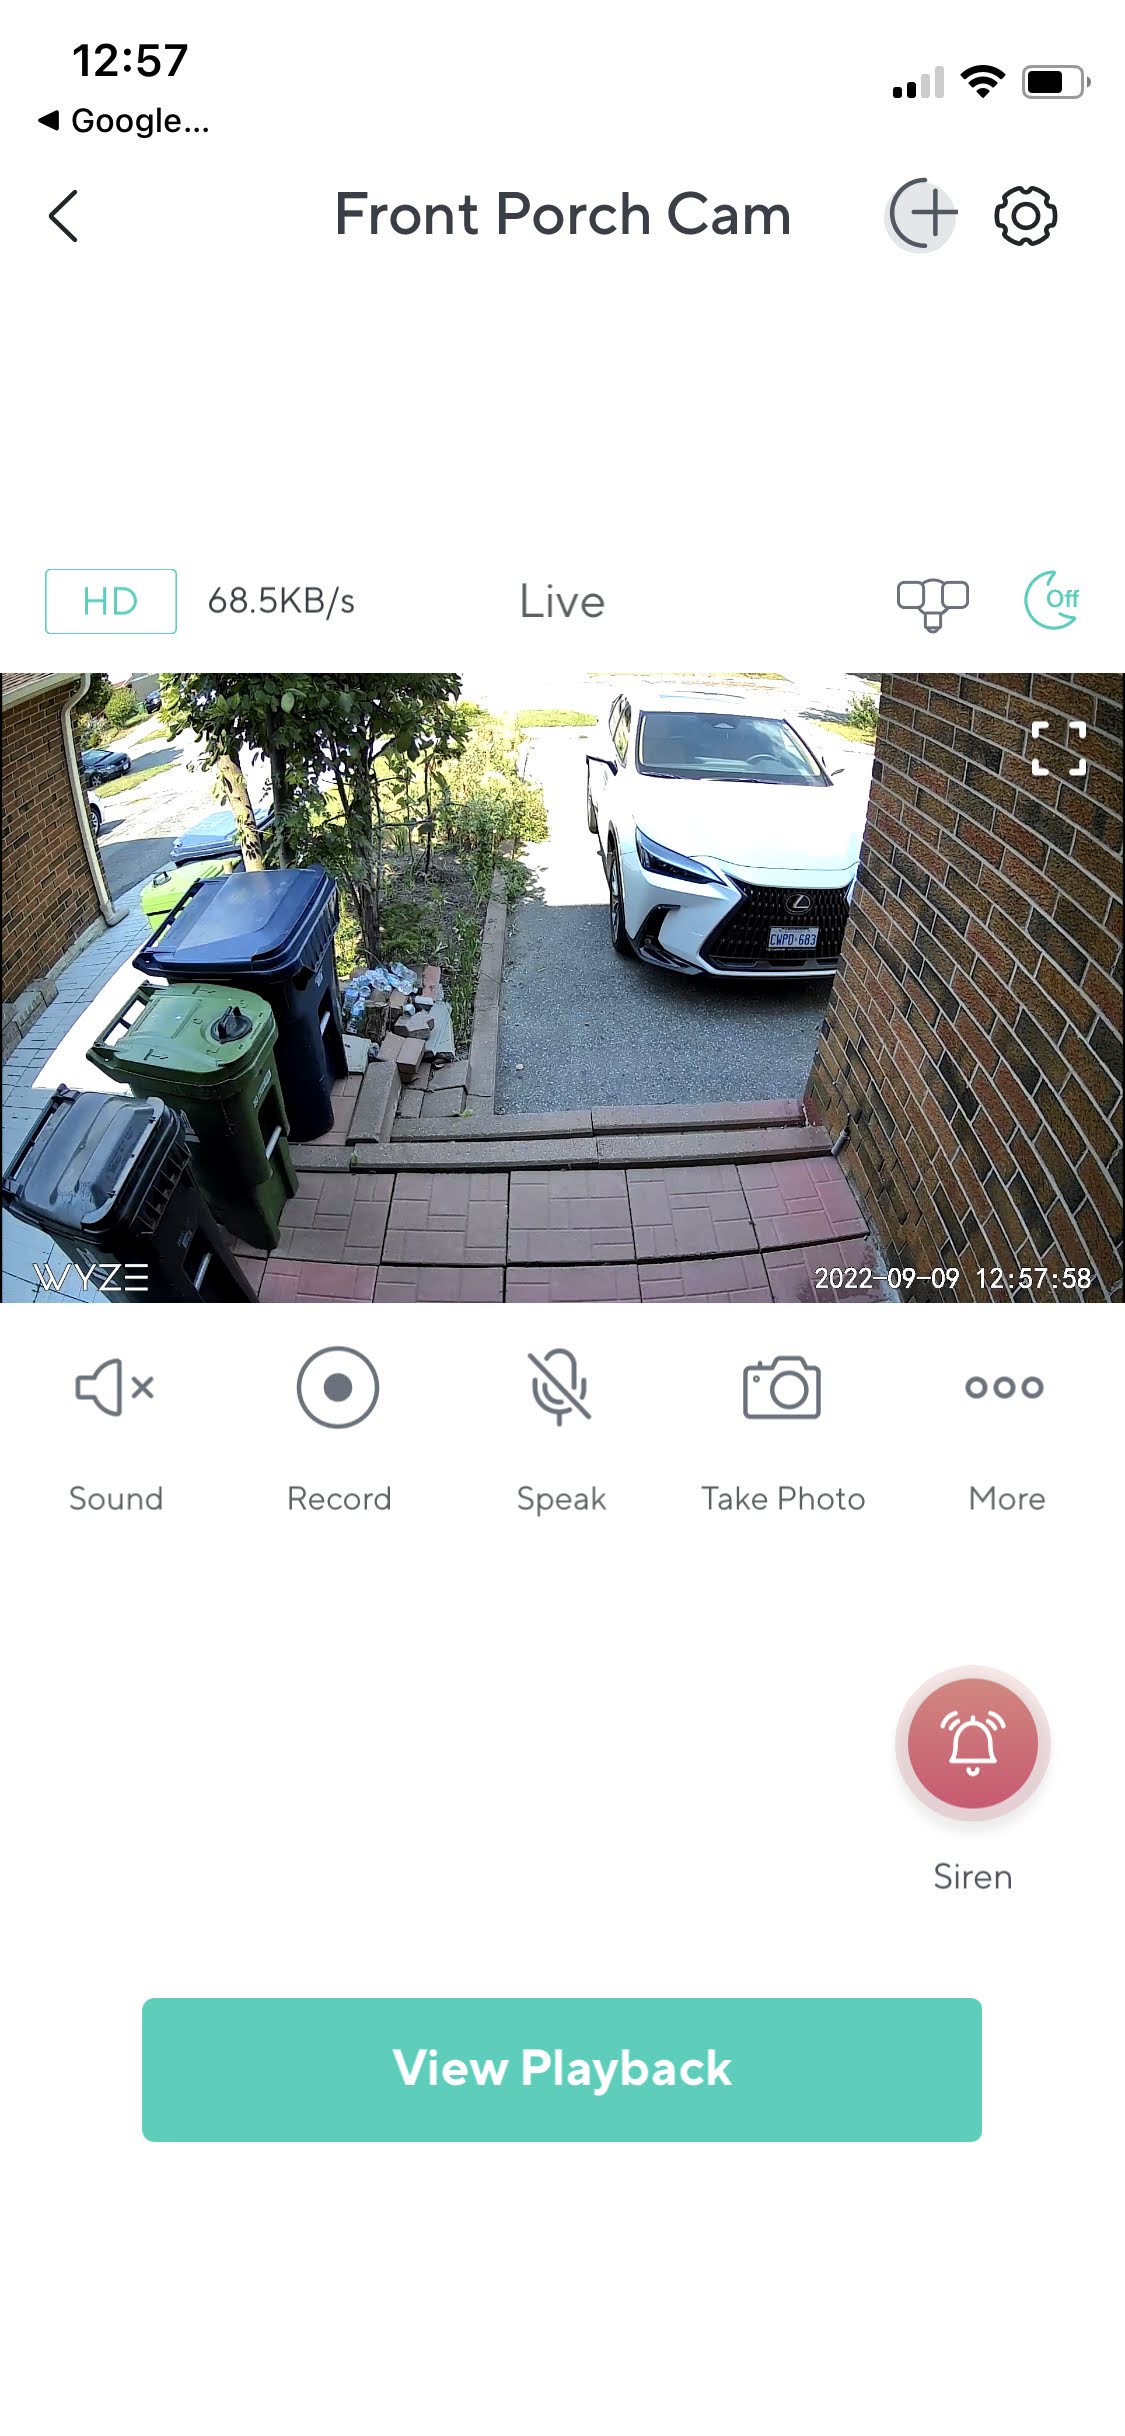 12:57
◀ Google...
Front Porch Cam
HD 68.5KB/s Live Off
CWPD·683
WYZE 2022-09-09 12:57:58
Sound Record Speak Take Photo More
Siren
View Playback